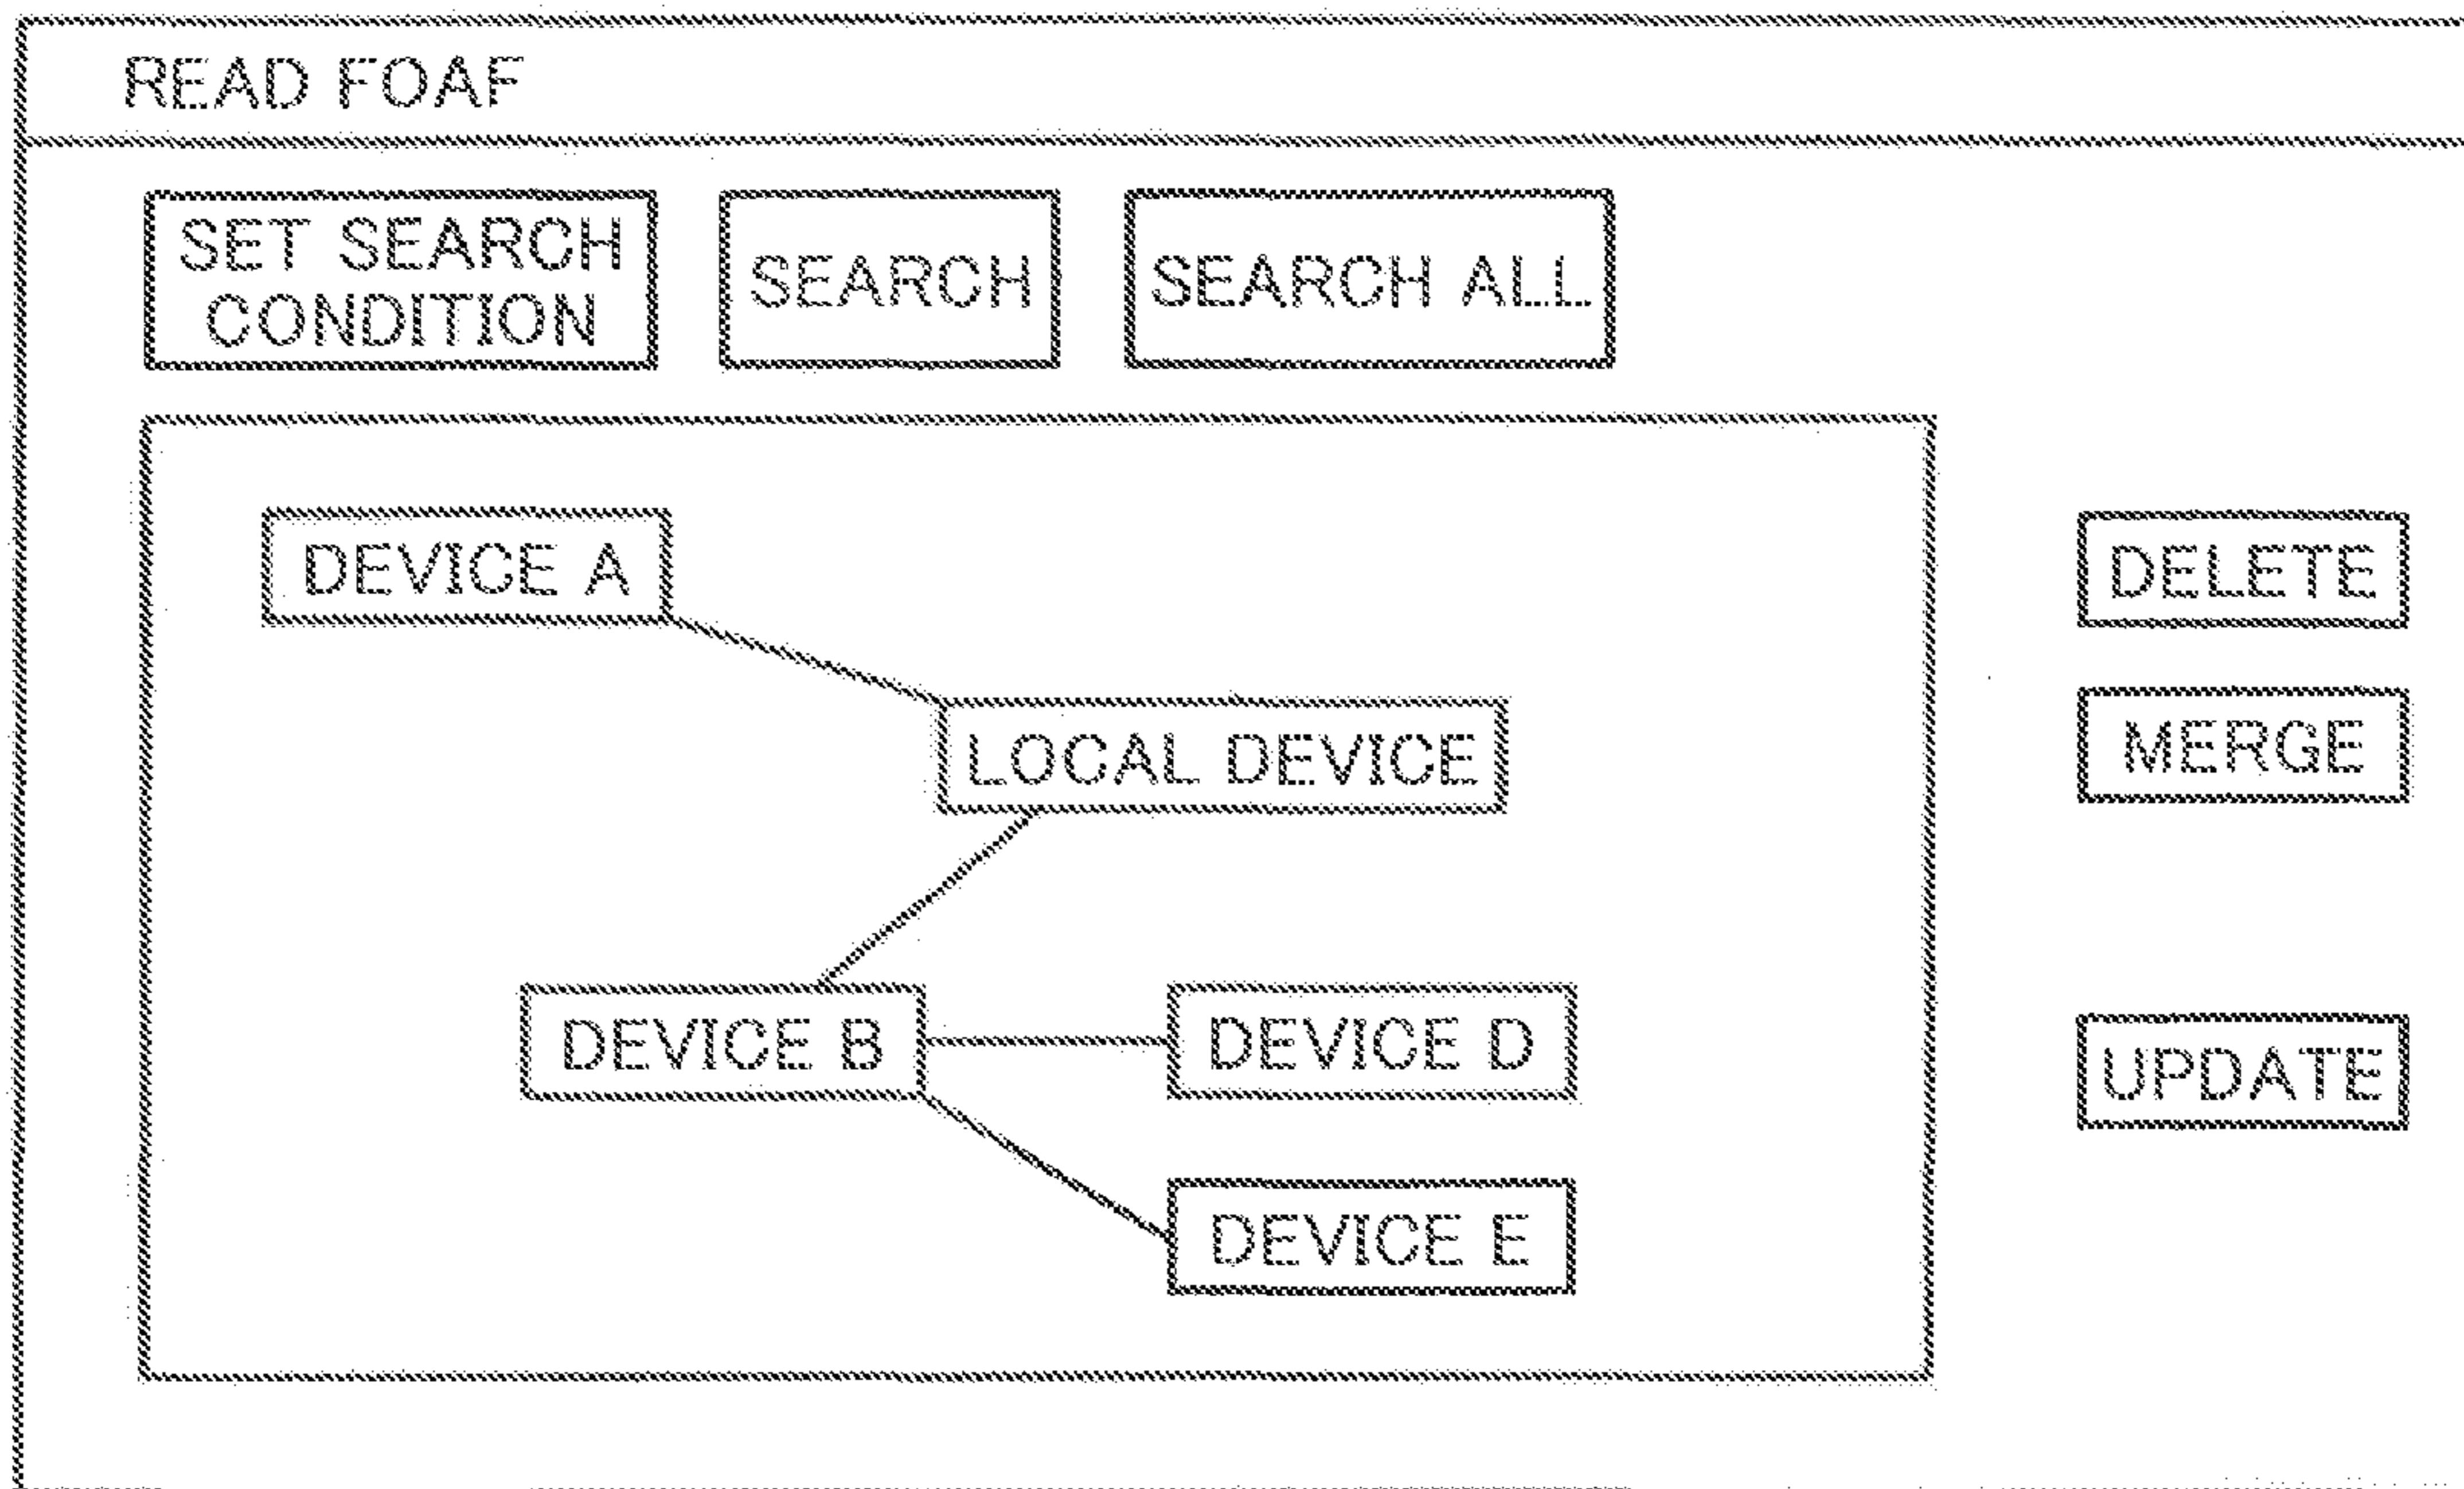 READ FOAF
SET SEARCH
CONDITION
SEARCH
SEARCH ALL
DEVICE A
DELETE
LOCAL DEVICE
MERGE
DEVICE B
DEVICE D
UPDATE
DEVICE E